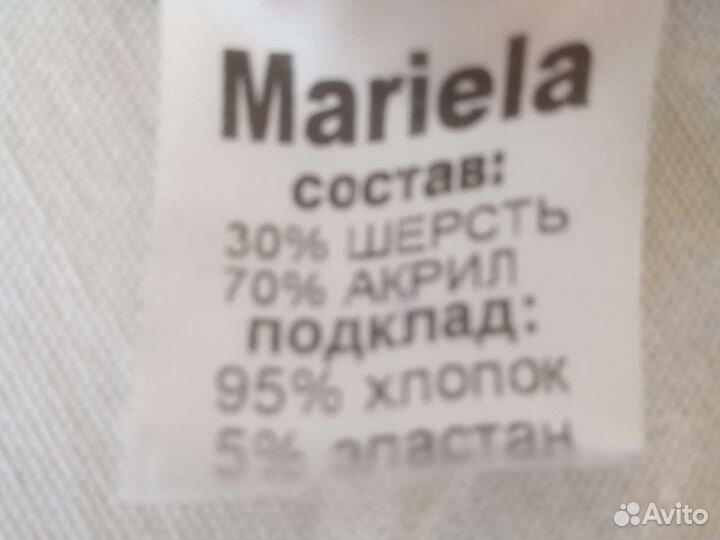 Mariela
состав:
30% ШЕРСТЬ
70% АКРИЛ
подклад:
95% хлопок
5% эластан
Avito